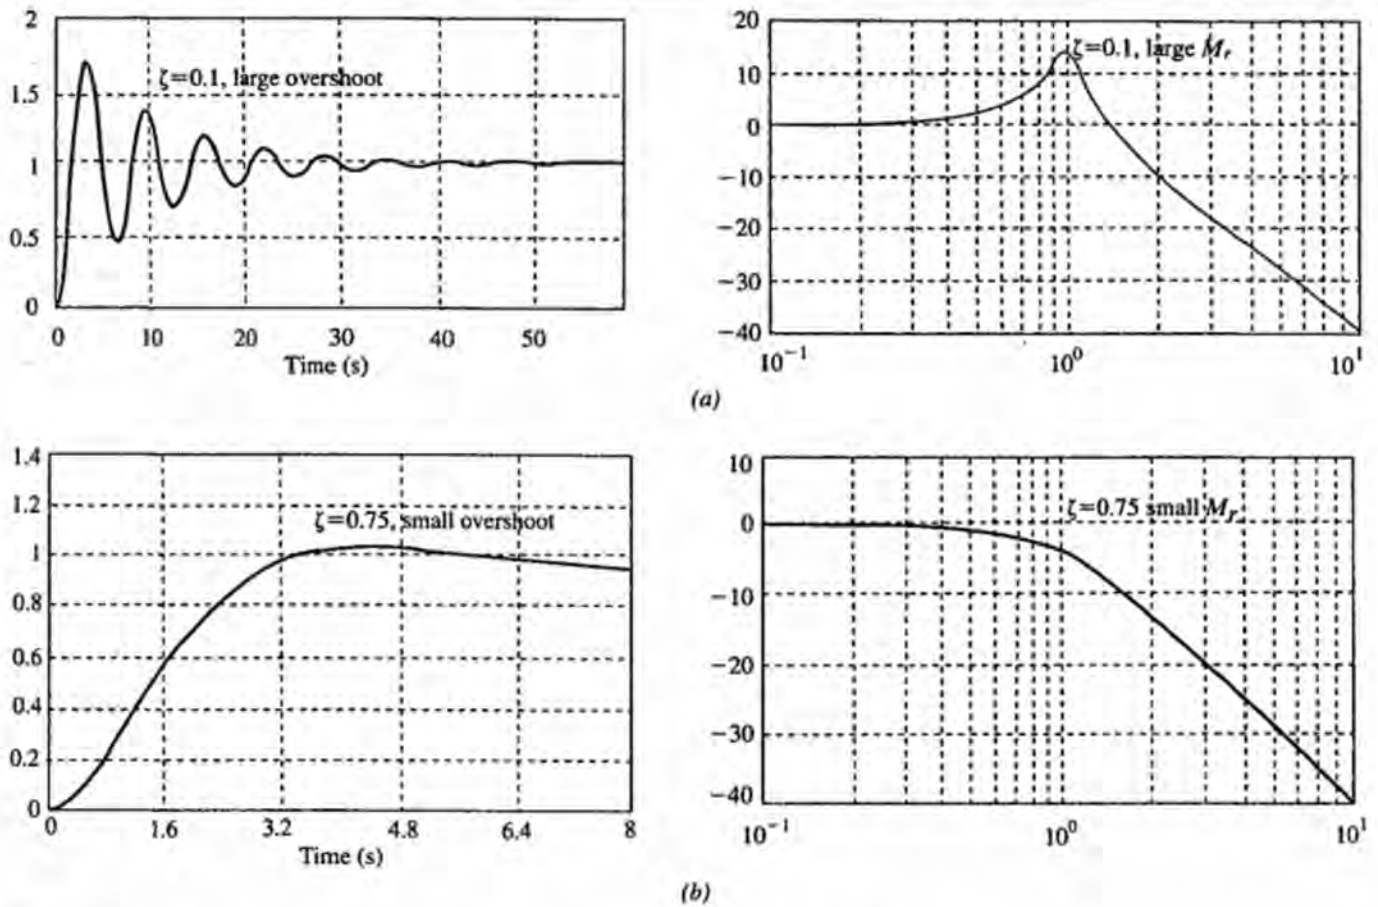 2
1.5
1
0.5
0
ζ=0.1, large overshoot
0 10 20 30 40 50
Time (s)
20
10
0
−10
−20
−30
−40
ζ=0.1, large Mr
10−1 100 101
(a)
1.4
1.2
1
0.8
0.6
0.4
0.2
0
ζ=0.75, small overshoot
0 1.6 3.2 4.8 6.4 8
Time (s)
10
0
−10
−20
−30
−40
ζ=0.75 small Mr
10−1 100 101
(b)